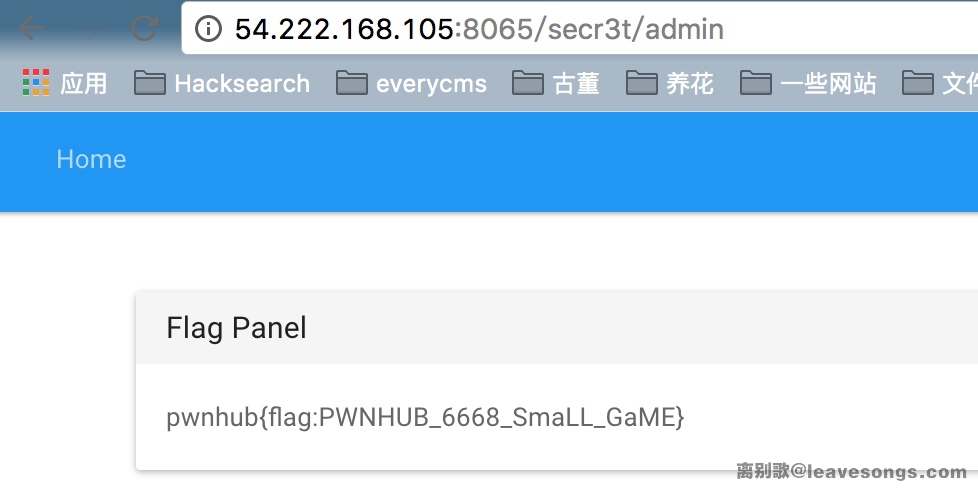 54.222.168.105:8065/secr3t/admin
应用 Hacksearch everycms 古董 养花 一些网站 文件
Home
Flag Panel
pwnhub{flag:PWNHUB_6668_SmaLL_GaME}
离别歌@leavesongs.com